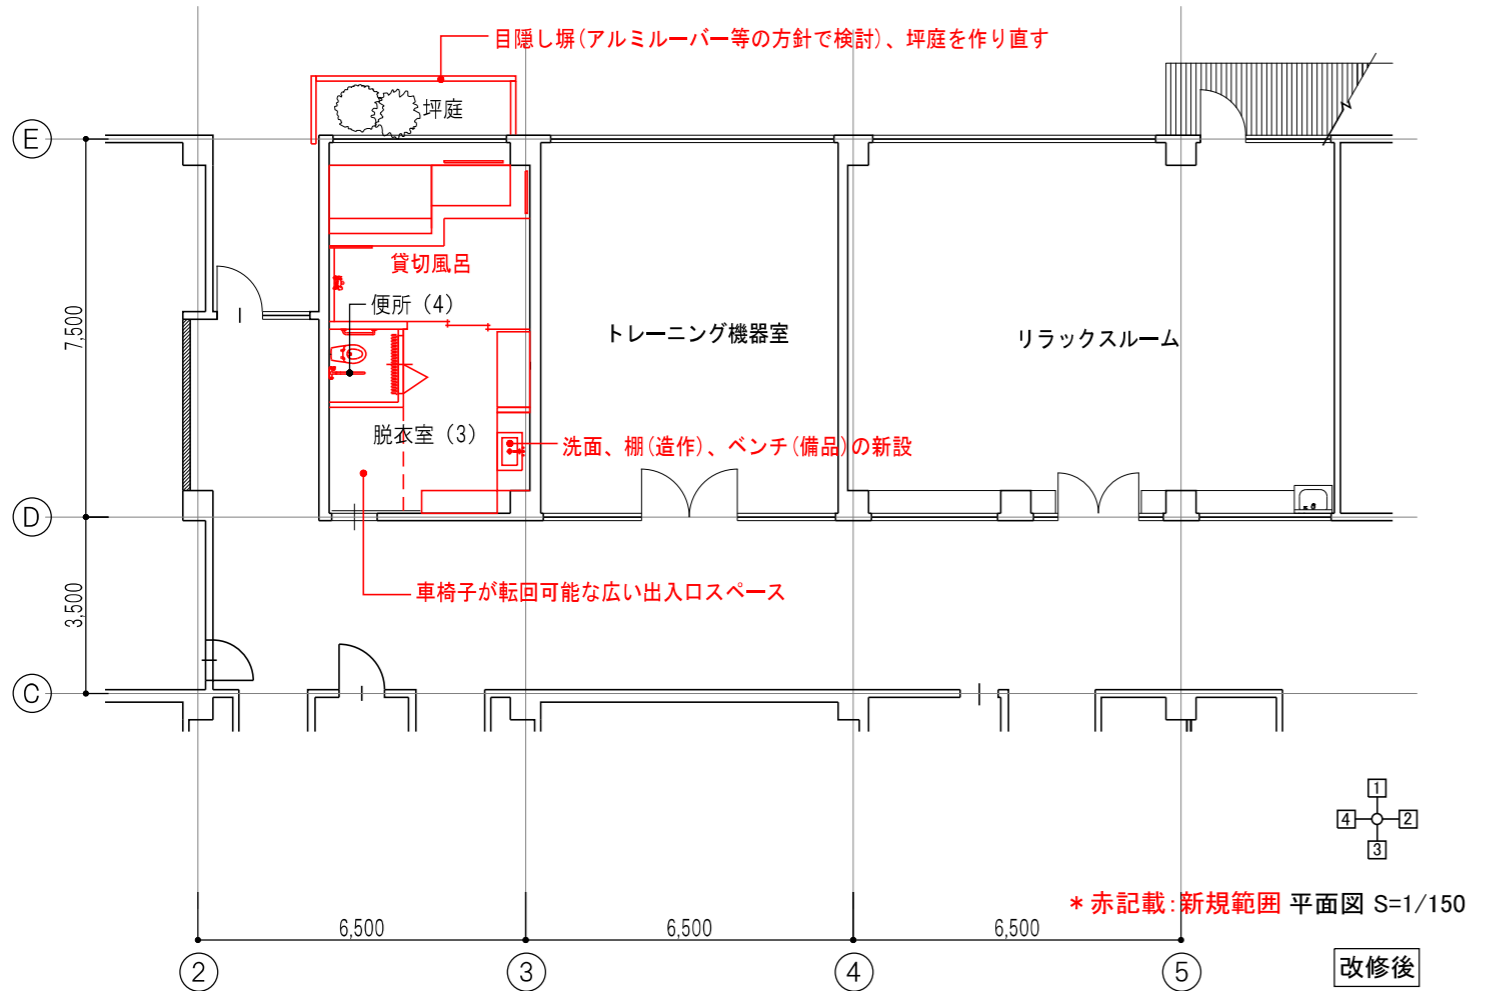 目隠し塀(アルミルーバー等の方針で検討)、坪庭を作り直す
坪庭
E
貸切風呂
便所（4）
7,500
トレーニング機器室
リラックスルーム
脱衣室（3）
洗面、棚(造作)、ベンチ(備品)の新設
D
車椅子が転回可能な広い出入口スペース
3,500
C
1
4
2
3
＊赤記載:新規範囲 平面図 S=1/150
6,500
6,500
6,500
2
3
4
5
改修後